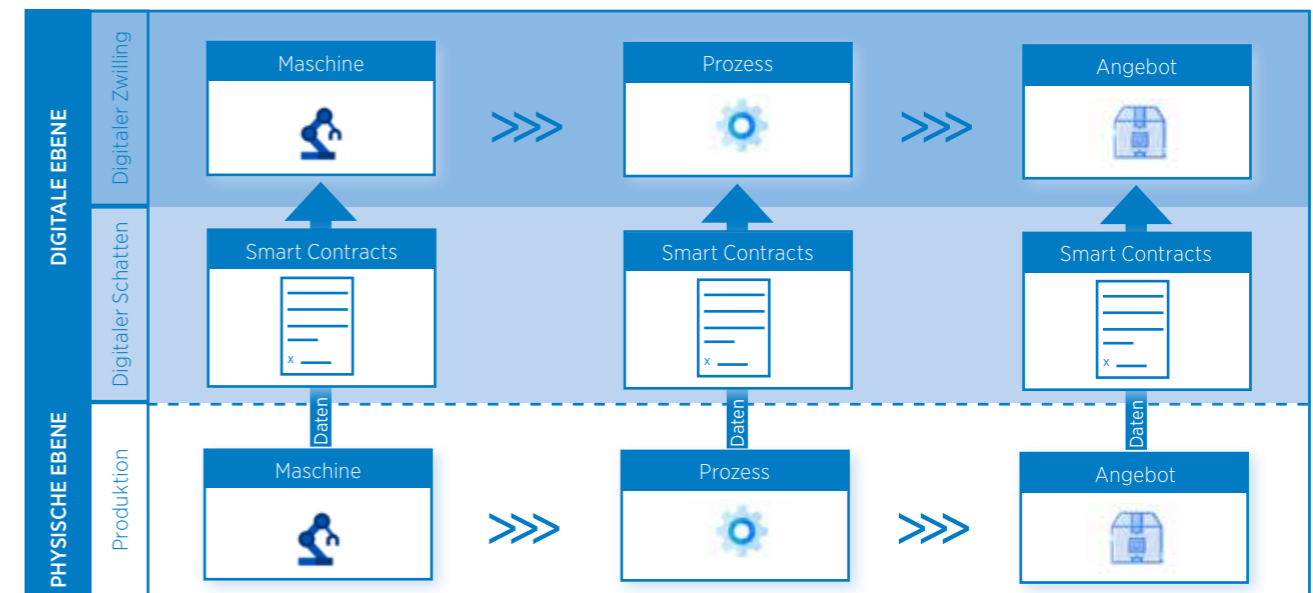 DIGITALE EBENE
Digitaler Zwilling
Maschine
Prozess
Angebot
Digitaler Schatten
Smart Contracts
Smart Contracts
Smart Contracts
x
x
x
Daten
Daten
Daten
PHYSISCHE EBENE
Produktion
Maschine
Prozess
Angebot